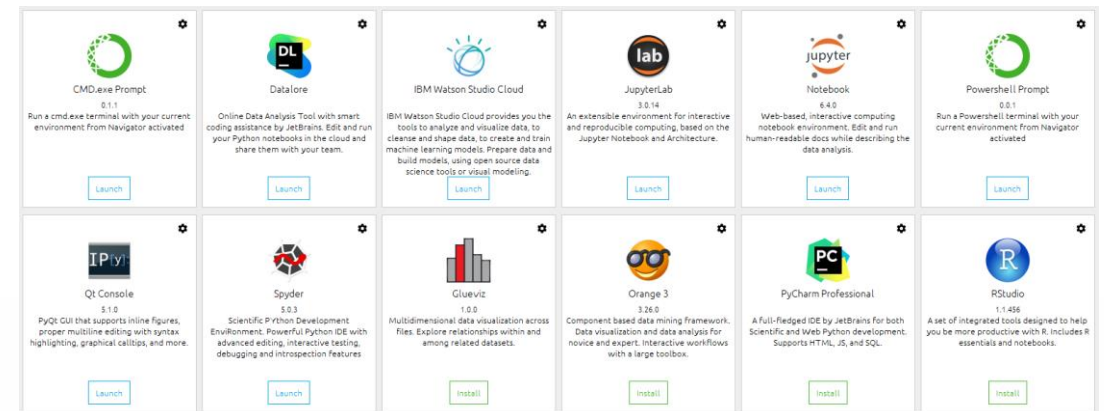 CMD.exe Prompt
0.1.1
Run a cmd.exe terminal with your current
environment from Navigator activated
Launch
DL
Datalore
Online Data Analysis Tool with smart
coding assistance by JetBrains. Edit and run
your Python notebooks in the cloud and
share them with your team.
Launch
IBM Watson Studio Cloud
IBM Watson Studio Cloud provides you the
tools to analyze and visualize data, to
cleanse and shape data, to create and train
machine learning models. Prepare data and
build models, using open source data
science tools or visual modeling.
Launch
lab
JupyterLab
3.0.14
An extensible environment for interactive
and reproducible computing, based on the
Jupyter Notebook and Architecture.
Launch
jupyter
Notebook
6.4.0
Web-based, interactive computing
notebook environment. Edit and run
human-readable docs while describing the
data analysis.
Launch
Powershell Prompt
0.0.1
Run a Powershell terminal with your
current environment from Navigator
activated
Launch
IP[y]:
Qt Console
5.1.0
PyQt GUI that supports inline figures,
proper multiline editing with syntax
highlighting, graphical calltips, and more.
Launch
Spyder
5.0.3
Scientific PYthon Development
EnviRonment. Powerful Python IDE with
advanced editing, interactive testing,
debugging and introspection features
Launch
Glueviz
1.0.0
Multidimensional data visualization across
files. Explore relationships within and
among related datasets.
Install
Orange 3
3.26.0
Component based data mining framework.
Data visualization and data analysis for
novice and expert. Interactive workflows
with a large toolbox.
Install
PC
PyCharm Professional
A full-fledged IDE by JetBrains for both
Scientific and Web Python development.
Supports HTML, JS, and SQL.
Install
R
RStudio
1.1.456
A set of integrated tools designed to help
you be more productive with R. Includes R
essentials and notebooks.
Install